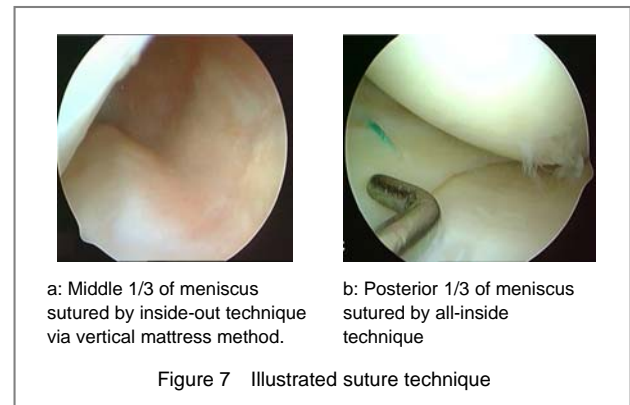 a: Middle 1/3 of meniscus
sutured by inside-out technique
via vertical mattress method.
b: Posterior 1/3 of meniscus
sutured by all-inside
technique
Figure 7 Illustrated suture technique